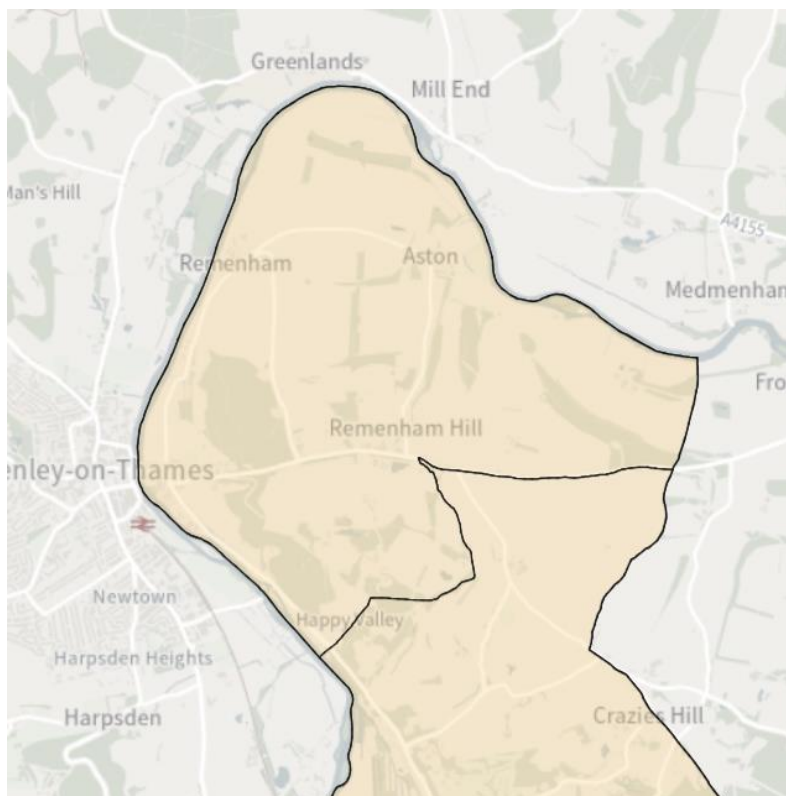 Greenlands
Mill End
Man's Hill
A4155
Remenham
Aston
Medmenham
Fro
Remenham Hill
enley-on-Thames
Newtown
Happy Valley
Harpsden Heights
Harpsden
Crazies Hill